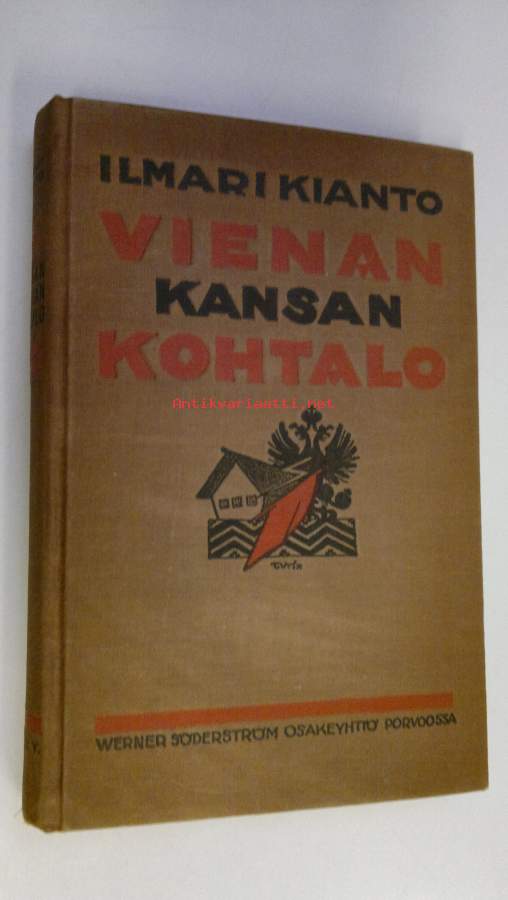 ILMARI KIANTO
VIENAN
KANSAN
KOHTALO
Antikvariaatti.net
WERNER SÖDERSTRÖM OSAKEYHTIÖ PORVOOSSA